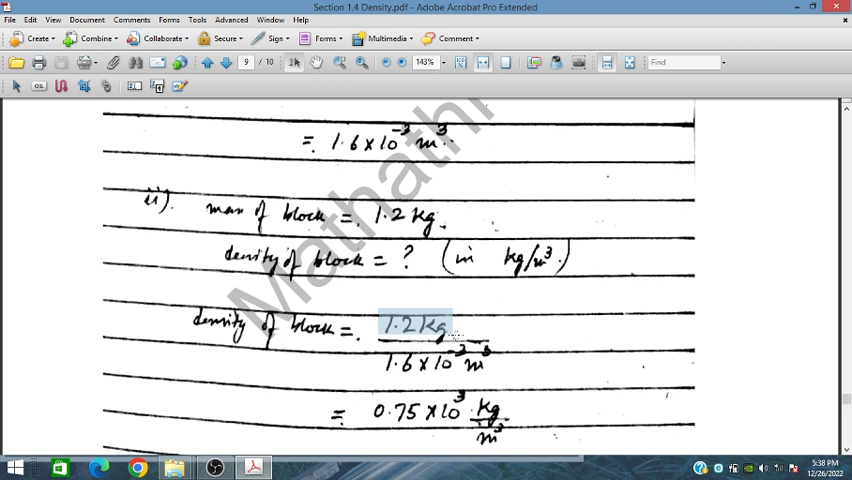 Section 1.4 Density.pdf - Adobe Acrobat Pro Extended
File Edit View Document Comments Forms Tools Advanced Window Help
Create Combine Collaborate Secure Sign Forms Multimedia Comment
9 / 10 143% Find
= 1.6 × 10⁻³ m³.
ii). mass of block = 1.2 kg.
density of block = ? (in kg/m³.)
density of block = 1.2 kg
1.6 × 10⁻³ m³
= 0.75 × 10³ kg
m³
Mathathi
5:38 PM
12/26/2022